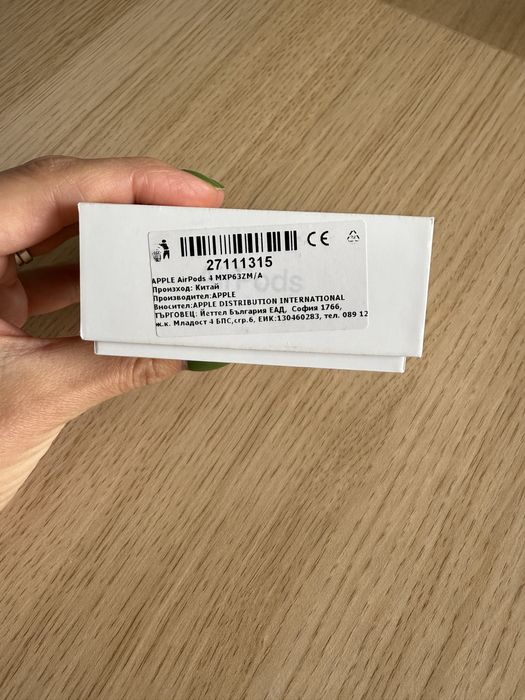 27111315
APPLE AirPods 4 MXP63ZM/A
Произход: Китай
Производител:APPLE
Вносител:APPLE DISTRIBUTION INTERNATIONAL
ТЪРГОВЕЦ: Йеттел България ЕАД, София 1766,
ж.к. Младост 4 БПС,сгр.6, ЕИК:130460283, тел. 089 12